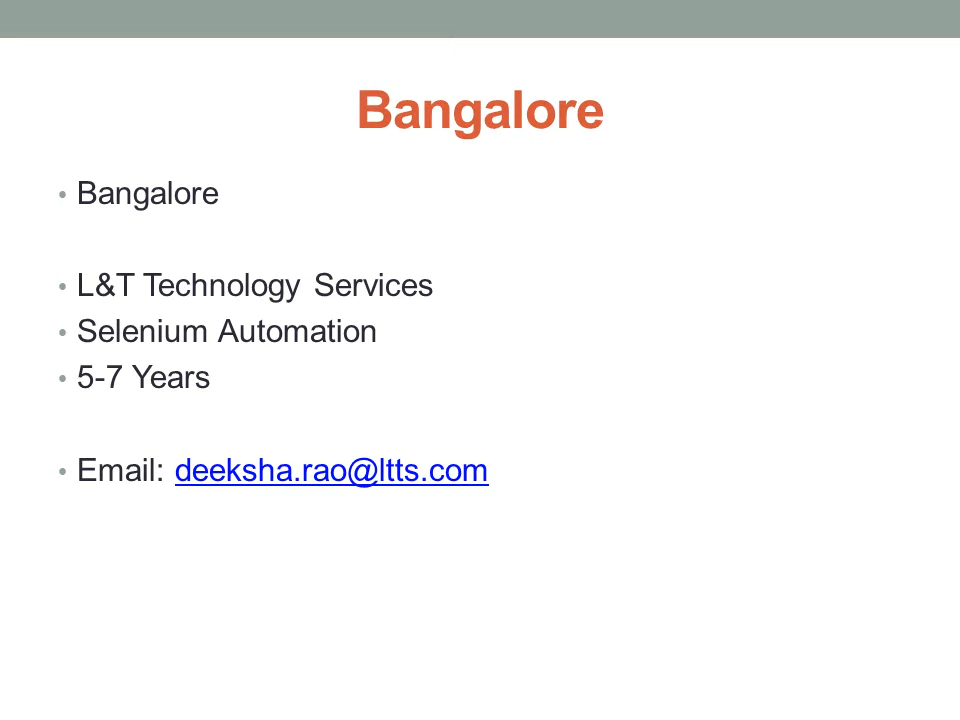 Bangalore
• Bangalore
• L&T Technology Services
• Selenium Automation
• 5-7 Years
• Email: deeksha.rao@ltts.com